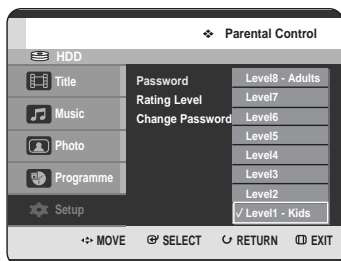 ❖ Parental Control
HDD
Title
Music
Photo
Programme
Setup
Password
Rating Level
Change Password
Level8 - Adults
Level7
Level6
Level5
Level4
Level3
Level2
✓ Level1 - Kids
MOVE SELECT RETURN EXIT